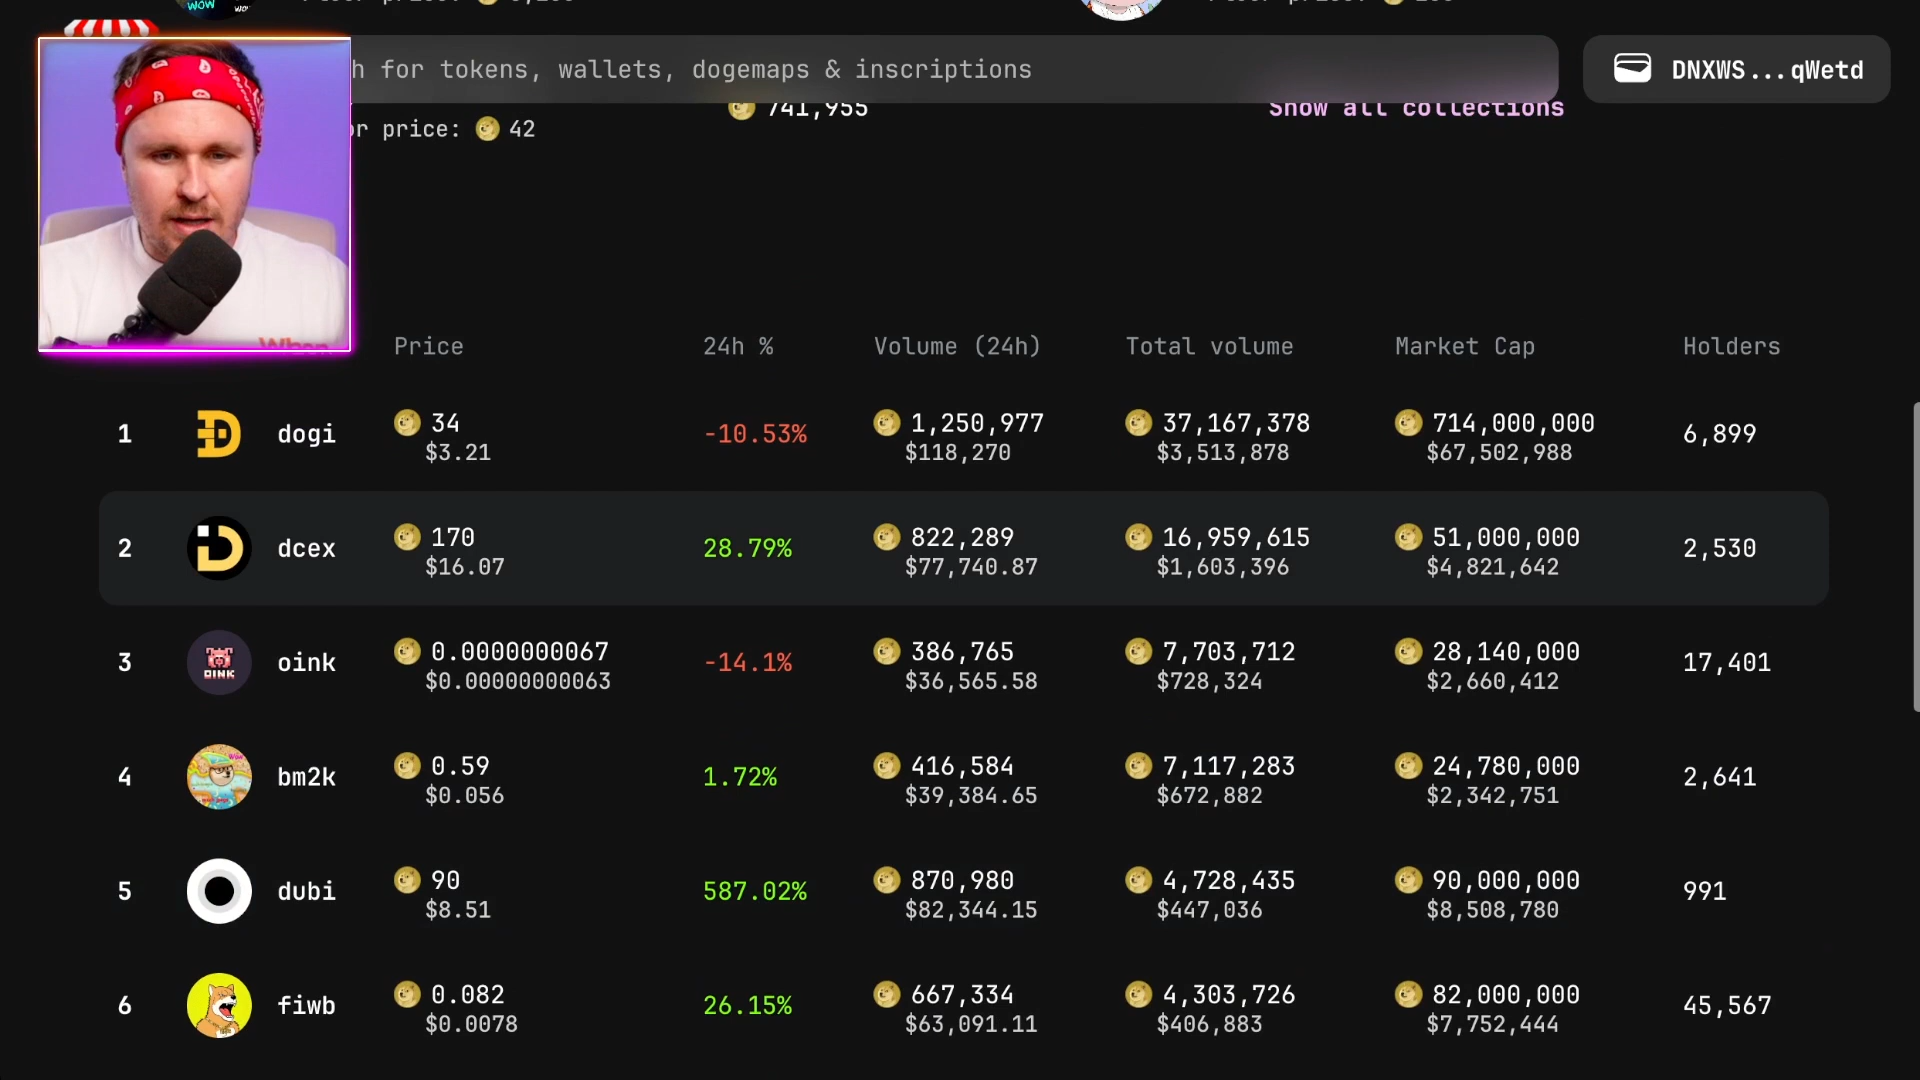 WOW
wow
h for tokens, wallets, dogemaps & inscriptions
DNXWS...qWetd
741,955
Show all collections
or price: 42
When
Price 24h % Volume (24h) Total volume Market Cap Holders
1 dogi 34 -10.53% 1,250,977 37,167,378 714,000,000 6,899
$3.21 $118,270 $3,513,878 $67,502,988
2 dcex 170 28.79% 822,289 16,959,615 51,000,000 2,530
$16.07 $77,740.87 $1,603,396 $4,821,642
3 OINK oink 0.0000000067 -14.1% 386,765 7,703,712 28,140,000 17,401
$0.00000000063 $36,565.58 $728,324 $2,660,412
4 bm2k 0.59 1.72% 416,584 7,117,283 24,780,000 2,641
$0.056 $39,384.65 $672,882 $2,342,751
5 dubi 90 587.02% 870,980 4,728,435 90,000,000 991
$8.51 $82,344.15 $447,036 $8,508,780
6 fiwb 0.082 26.15% 667,334 4,303,726 82,000,000 45,567
$0.0078 $63,091.11 $406,883 $7,752,444